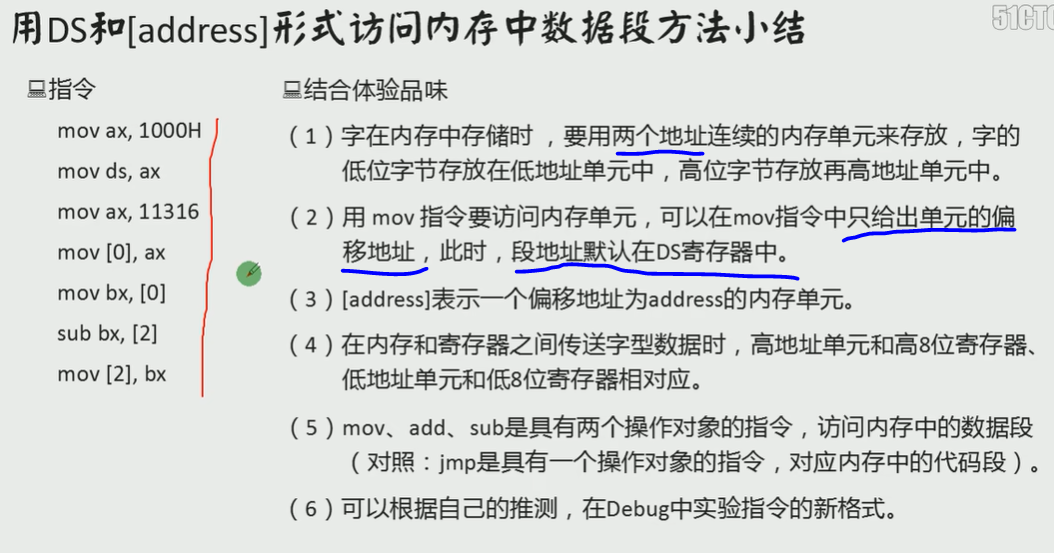 用DS和[address]形式访问内存中数据段方法小结
51CTO
指令
mov ax, 1000H
mov ds, ax
mov ax, 11316
mov [0], ax
mov bx, [0]
sub bx, [2]
mov [2], bx
结合体验品味
（1）字在内存中存储时，要用两个地址连续的内存单元来存放，字的
低位字节存放在低地址单元中，高位字节存放再高地址单元中。
（2）用 mov 指令要访问内存单元，可以在mov指令中只给出单元的偏
移地址，此时，段地址默认在DS寄存器中。
（3）[address]表示一个偏移地址为address的内存单元。
（4）在内存和寄存器之间传送字型数据时，高地址单元和高8位寄存器、
低地址单元和低8位寄存器相对应。
（5）mov、add、sub是具有两个操作对象的指令，访问内存中的数据段
（对照：jmp是具有一个操作对象的指令，对应内存中的代码段）。
（6）可以根据自己的推测，在Debug中实验指令的新格式。